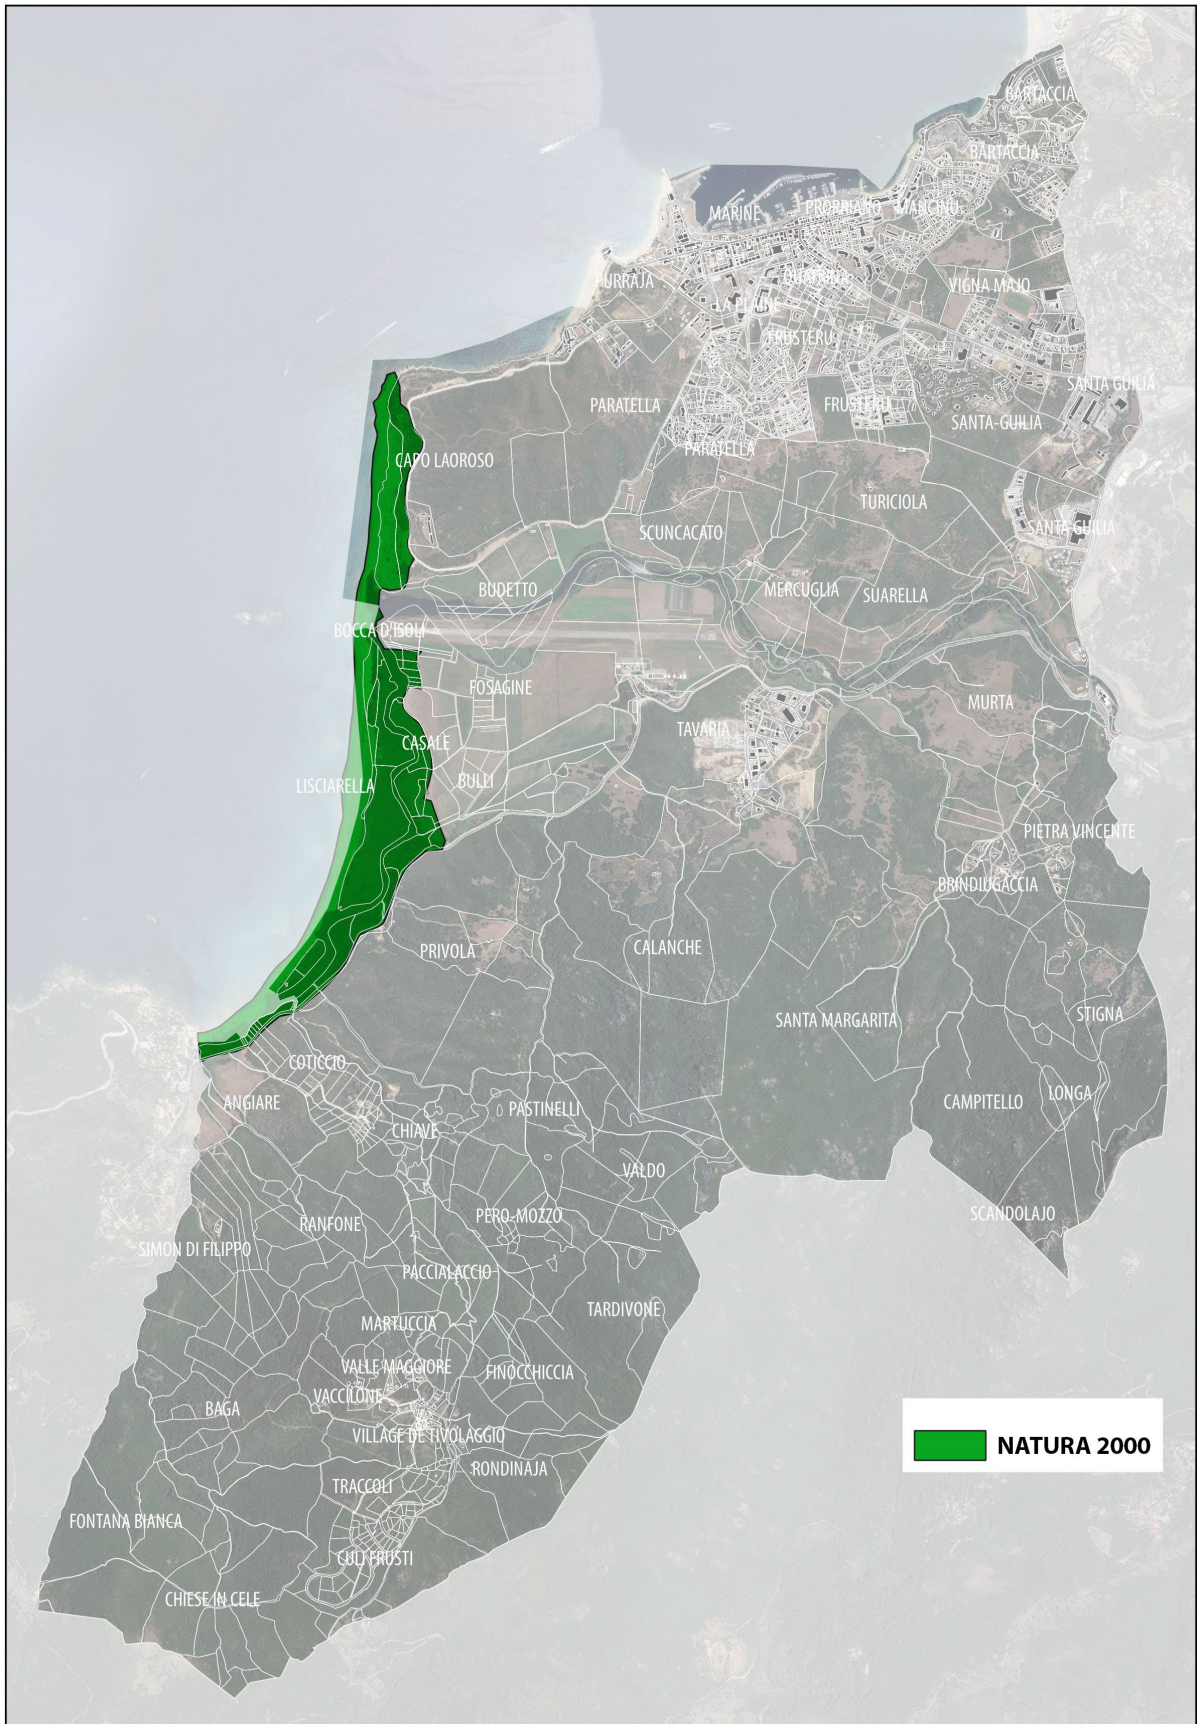 BARTACCIA
BARTACCIA
MARINE
PROPRIANO
MANCINU
PURRAJA
QUATRINA
VIGNA MAJO
LA PLAINE
FRUSTERU
SANTA GUILIA
PARATELLA
FRUSTERU
SANTA-GUILIA
PARATELLA
CAPO LAOROSO
TURICIOLA
SCUNCACATO
SANTA GUILIA
BUDETTO
MERCUGLIA
SUARELLA
BOCCA D'ISOLI
FOSAGINE
MURTA
TAVARIA
CASALE
LISCIARELLA
BULLI
PIETRA VINCENTE
BRINDIUGACCIA
PRIVOLA
CALANCHE
STIGNA
SANTA MARGARITA
COTICCIO
LONGA
ANGIARE
CAMPITELLO
PASTINELLI
CHIAVE
VALDO
SCANDOLAJO
PERO-MOZZO
RANFONE
SIMON DI FILIPPO
PACCIALACCIO
TARDIVONE
MARTUCCIA
VALLE MAGGIORE
FINOCCHICCIA
VACCILONE
BAGA
VILLAGE DE TIVOLAGGIO
NATURA 2000
RONDINAJA
TRACCOLI
FONTANA BIANCA
CULI FRUSTI
CHIESE IN CELE